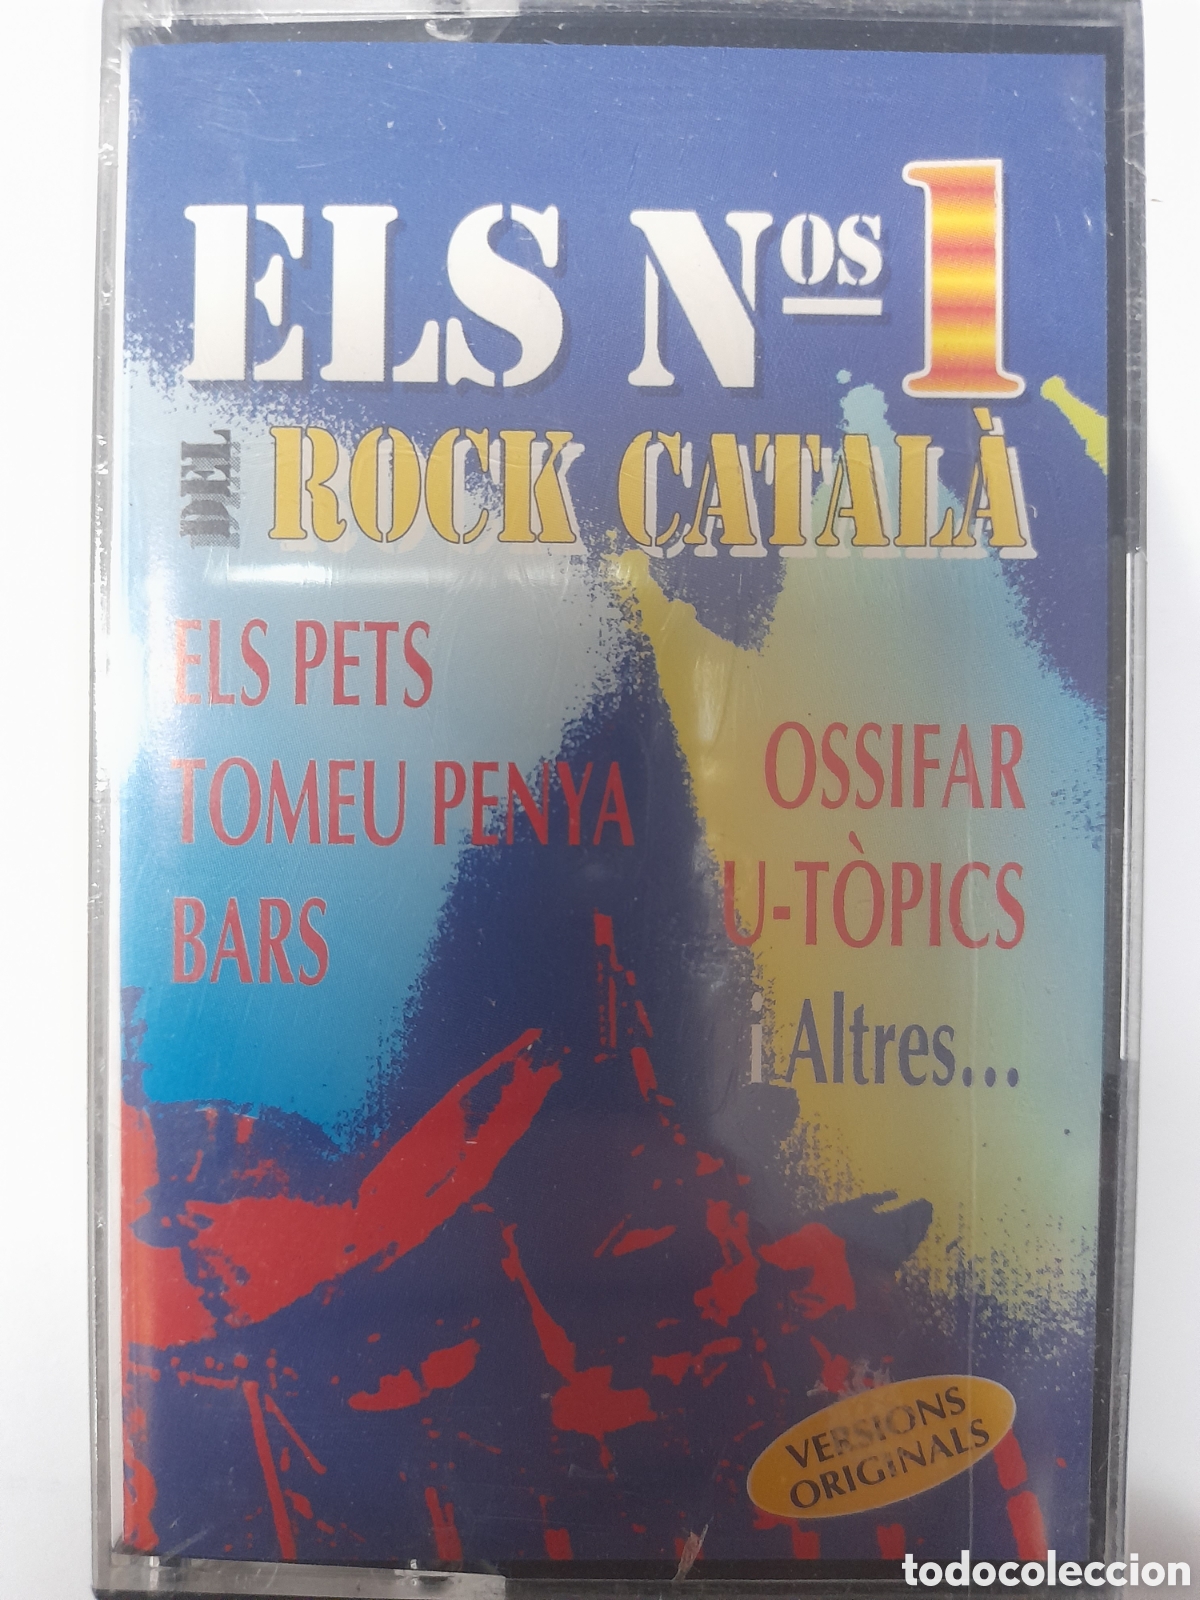 ELS Nos 1
DEL ROCK CATALÀ
ELS PETS
TOMEU PENYA
BARS
OSSIFAR
U-TÒPICS
i Altres...
VERSIONS
ORIGINALS
todocoleccion